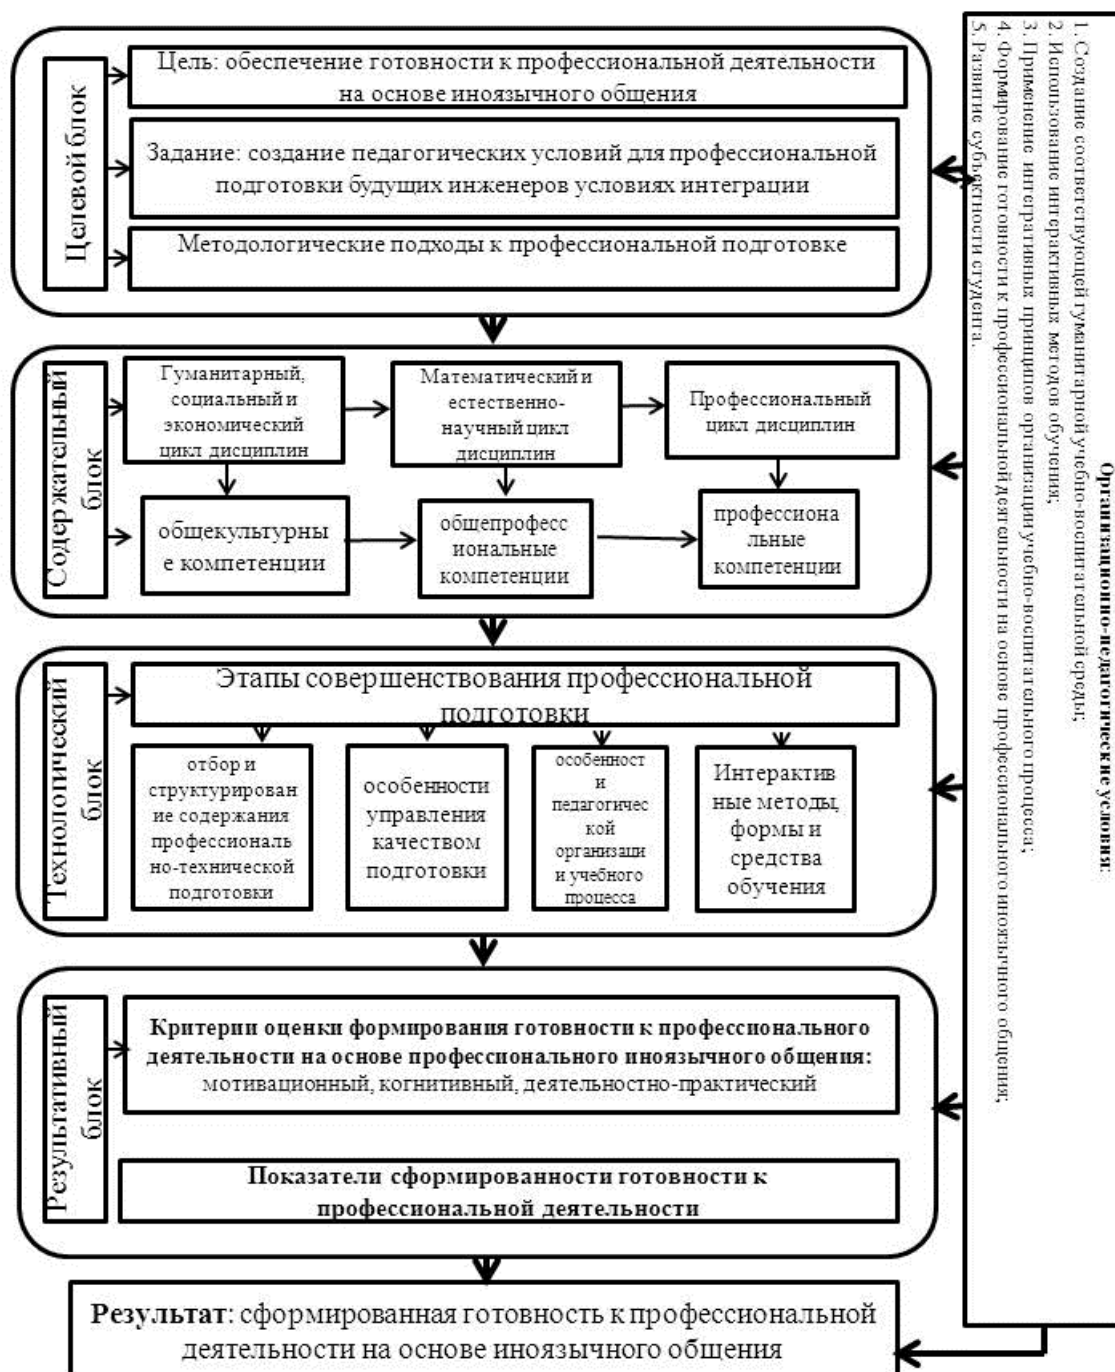 Целевой блок
Цель: обеспечение готовности к профессиональной деятельности
на основе иноязычного общения
Задание: создание педагогических условий для профессиональной
подготовки будущих инженеров условиях интеграции
Методологические подходы к профессиональной подготовке
Содержательный
блок
Гуманитарный,
социальный и
экономический
цикл дисциплин
Математический и
естественно-
научный цикл
дисциплин
Профессиональный
цикл дисциплин
общекультурны
е компетенции
общепрофесс
иональные
компетенции
профессиона
льные
компетенции
Технологический
блок
Этапы совершенствования профессиональной
подготовки
отбор и
структурирован
ие содержания
профессиональ
но-технической
подготовки
особенности
управления
качеством
подготовки
особенност
и
педагогичес
кой
организаци
и учебного
процесса
Интерактив
ные методы,
формы и
средства
обучения
Результативный
блок
Критерии оценки формирования готовности к профессионального
деятельности на основе профессионального иноязычного общения:
мотивационный, когнитивный, деятельностно-практический
Показатели сформированности готовности к
профессиональной деятельности
Результат: сформированная готовность к профессиональной
деятельности на основе иноязычного общения
Организационно-педагогические условия:
1. Создание соответствующей гуманитарной учебно-воспитательной среды;
2. Использование интерактивных методов обучения;
3. Применение интегративных принципов организации учебно-воспитательного процесса;
4. Формирование готовности к профессиональной деятельности на основе профессионального иноязычного общения;
5. Развитие субъектности студента.